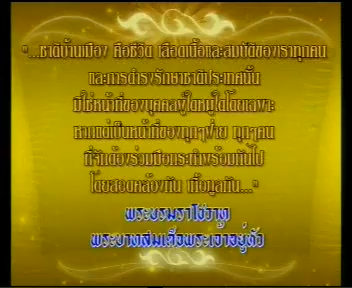 "...ชาติบ้านเมือง คือชีวิต เลือดเนื้อและสมบัติของเราทุกคน
และการดำรงรักษาชาติประเทศนั้น
มิใช่หน้าที่ของบุคคลผู้ใดหมู่ใดโดยเฉพาะ
หากแต่เป็นหน้าที่ของทุกๆฝ่าย ทุกๆคน
ที่จักต้องร่วมมือกระทำพร้อมกันไป
โดยสอดคล้องกัน เกื้อกูลกัน..."
พระบรมราโชวาท
พระบาทสมเด็จพระเจ้าอยู่หัว